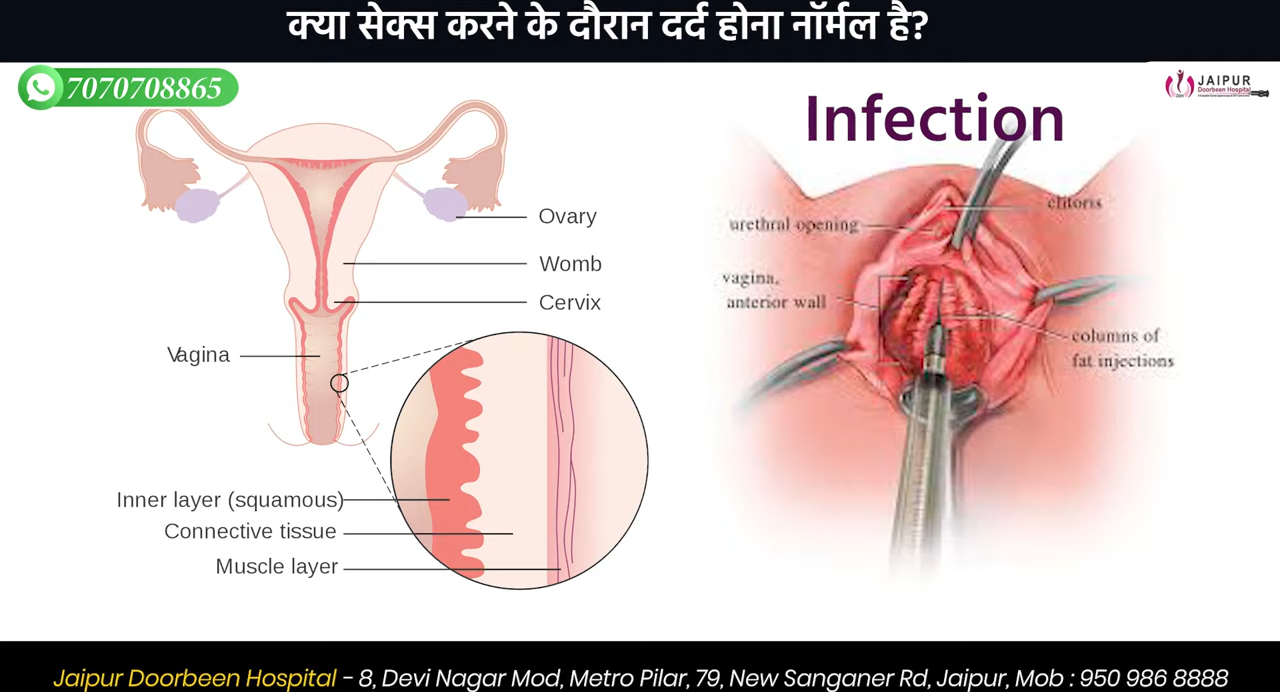 क्या सेक्स करने के दौरान दर्द होना नॉर्मल है?
7070708865
JAIPUR
Doorbeen Hospital
Infection
Ovary
Womb
Cervix
Vagina
Inner layer (squamous)
Connective tissue
Muscle layer
clitoris
urethral opening
vagina,
anterior wall
columns of
fat injections
Jaipur Doorbeen Hospital - 8, Devi Nagar Mod, Metro Pilar, 79, New Sanganer Rd, Jaipur, Mob : 950 986 8888